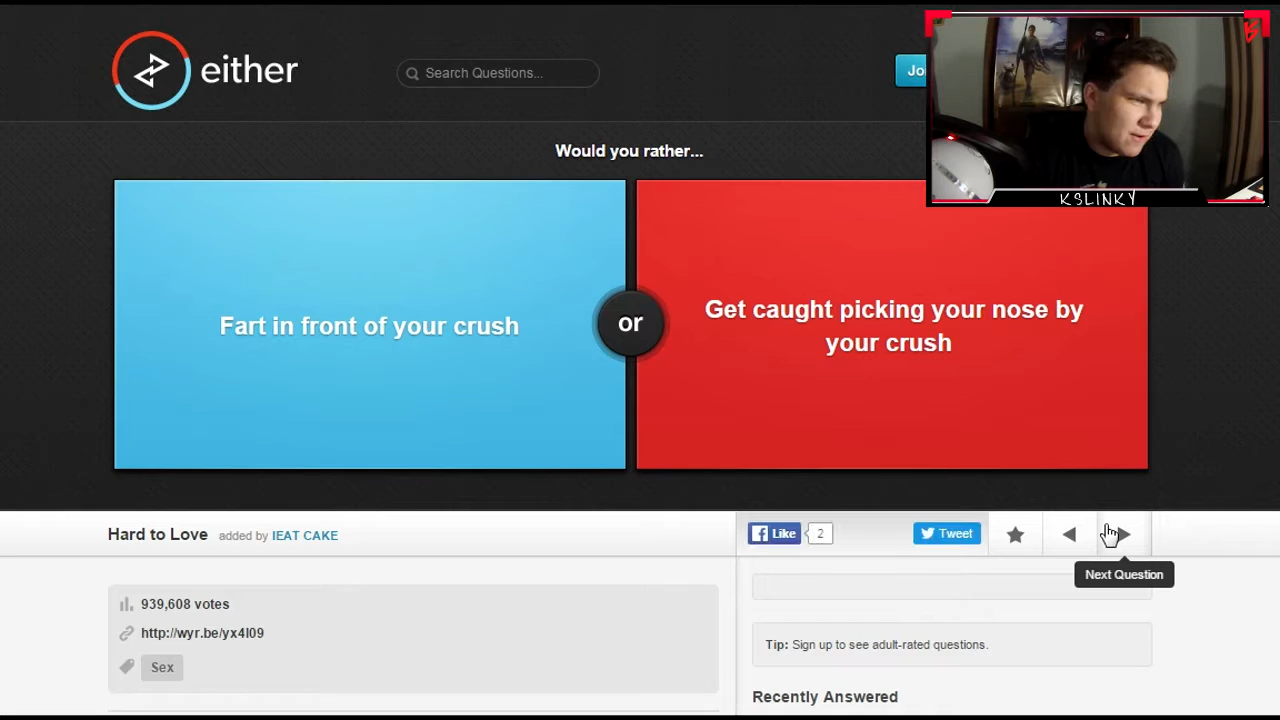 either
Search Questions...
Joi
KSLINKY
Would you rather...
Fart in front of your crush
or
Get caught picking your nose by
your crush
Hard to Love added by IEAT CAKE
Like 2
Tweet
Next Question
939,608 votes
http://wyr.be/yx4I09
Sex
Tip: Sign up to see adult-rated questions.
Recently Answered